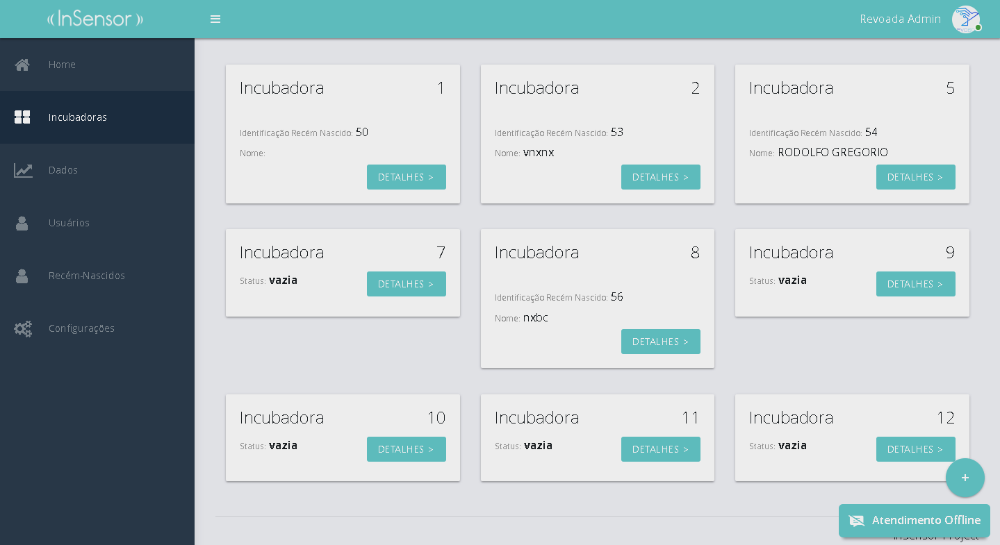 InSensor
Revoada Admin
Home
Incubadoras
Dados
Usuários
Recém-Nascidos
Configurações
Incubadora 1
Identificação Recém Nascido: 50
Nome:
DETALHES >
Incubadora 2
Identificação Recém Nascido: 53
Nome: vnxnx
DETALHES >
Incubadora 5
Identificação Recém Nascido: 54
Nome: RODOLFO GREGORIO
DETALHES >
Incubadora 7
Status: vazia
DETALHES >
Incubadora 8
Identificação Recém Nascido: 56
Nome: nxbc
DETALHES >
Incubadora 9
Status: vazia
DETALHES >
Incubadora 10
Status: vazia
DETALHES >
Incubadora 11
Status: vazia
DETALHES >
Incubadora 12
Status: vazia
DETALHES >
+
Atendimento Offline
InSensor Project